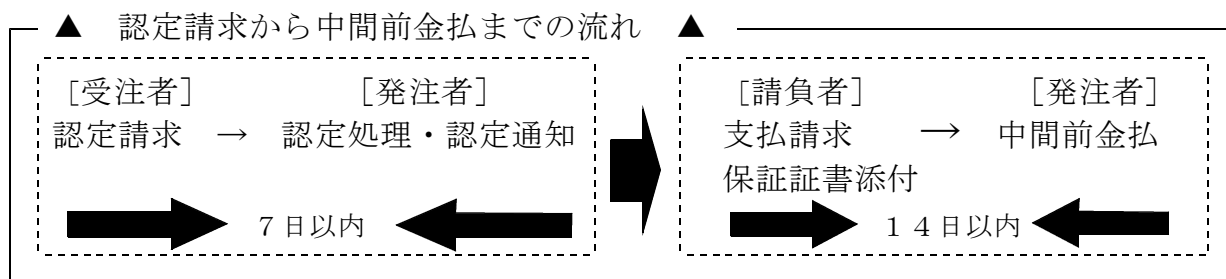 ▲ 認定請求から中間前金払までの流れ ▲
[受注者] [発注者]
認定請求 → 認定処理・認定通知
7日以内
[請負者] [発注者]
支払請求 → 中間前金払
保証証書添付
14日以内